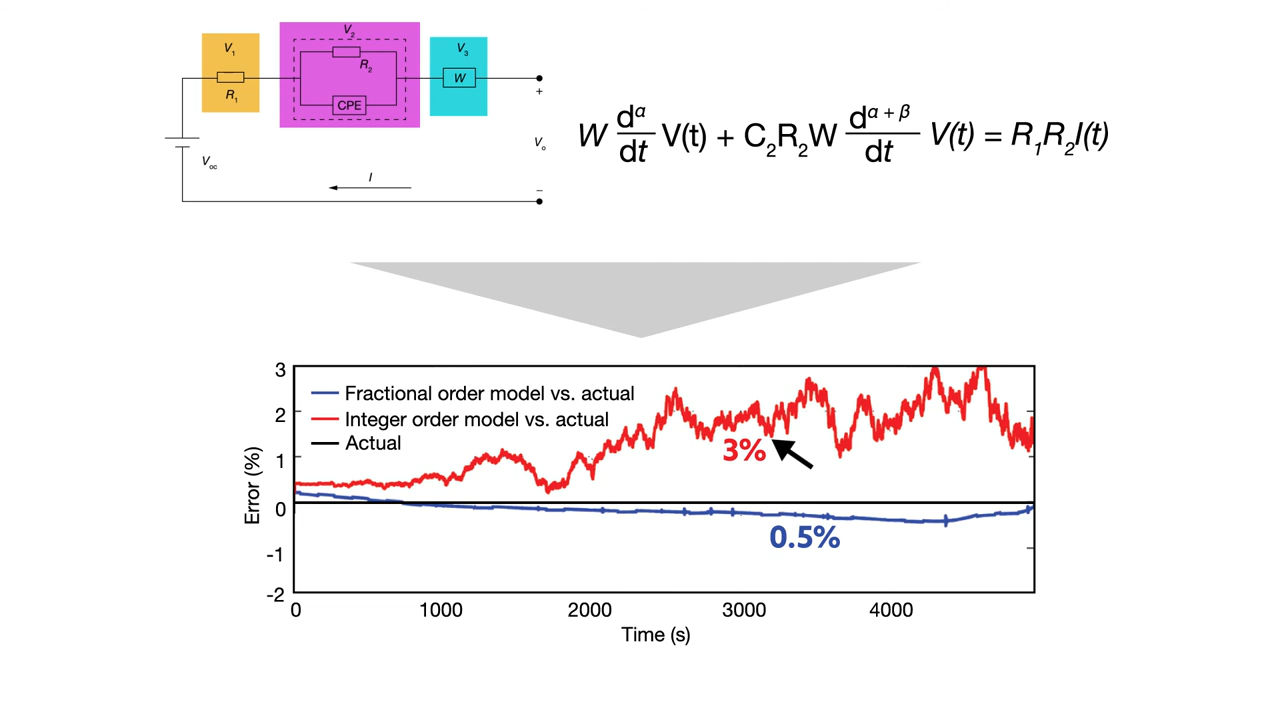 V1
R1
V2
R2
CPE
V3
W
+
Vo
−
Voc
I
W dα/dt V(t) + C2R2W dα + β/dt V(t) = R1R2I(t)
3
2
1
0
-1
-2
Error (%)
Fractional order model vs. actual
Integer order model vs. actual
Actual
3%
0.5%
0 1000 2000 3000 4000
Time (s)